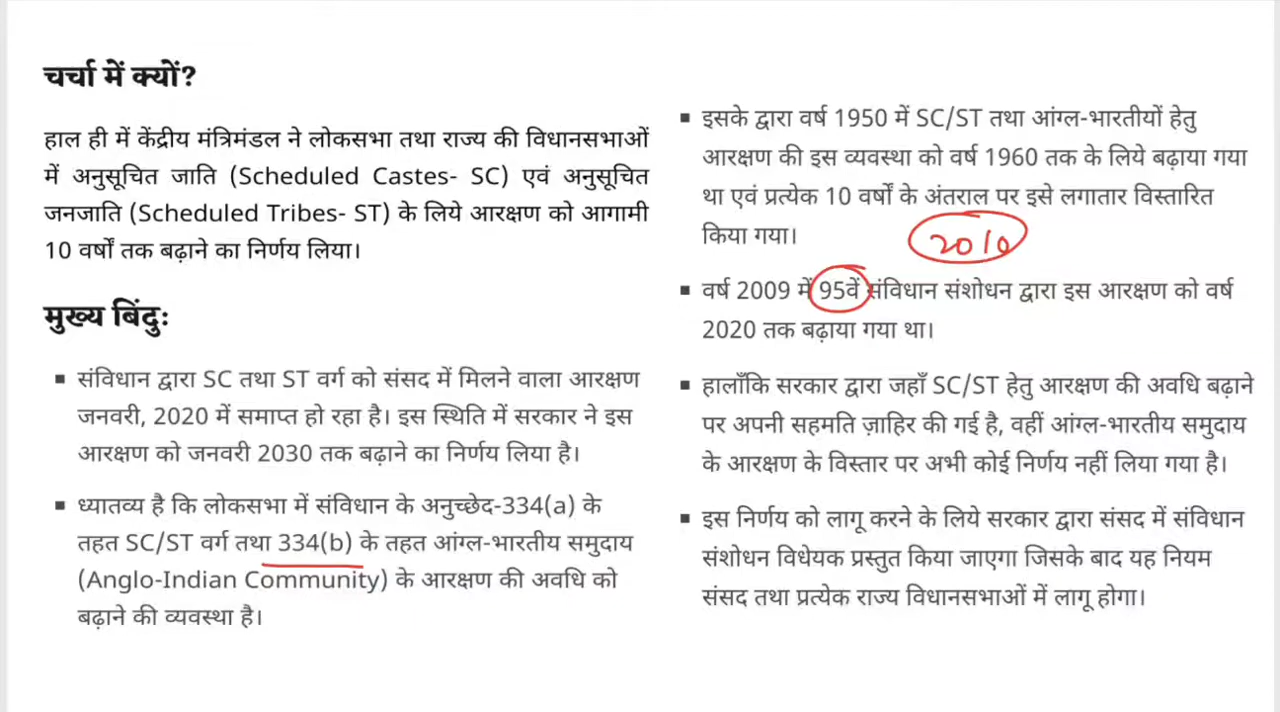 चर्चा में क्यों?
हाल ही में केंद्रीय मंत्रिमंडल ने लोकसभा तथा राज्य की विधानसभाओं
में अनुसूचित जाति (Scheduled Castes- SC) एवं अनुसूचित
जनजाति (Scheduled Tribes- ST) के लिये आरक्षण को आगामी
10 वर्षों तक बढ़ाने का निर्णय लिया।
मुख्य बिंदु:
▪ संविधान द्वारा SC तथा ST वर्ग को संसद में मिलने वाला आरक्षण
जनवरी, 2020 में समाप्त हो रहा है। इस स्थिति में सरकार ने इस
आरक्षण को जनवरी 2030 तक बढ़ाने का निर्णय लिया है।
▪ ध्यातव्य है कि लोकसभा में संविधान के अनुच्छेद-334(a) के
तहत SC/ST वर्ग तथा 334(b) के तहत आंग्ल-भारतीय समुदाय
(Anglo-Indian Community) के आरक्षण की अवधि को
बढ़ाने की व्यवस्था है।
▪ इसके द्वारा वर्ष 1950 में SC/ST तथा आंग्ल-भारतीयों हेतु
आरक्षण की इस व्यवस्था को वर्ष 1960 तक के लिये बढ़ाया गया
था एवं प्रत्येक 10 वर्षों के अंतराल पर इसे लगातार विस्तारित
किया गया।
2010
▪ वर्ष 2009 में 95वें संविधान संशोधन द्वारा इस आरक्षण को वर्ष
2020 तक बढ़ाया गया था।
▪ हालाँकि सरकार द्वारा जहाँ SC/ST हेतु आरक्षण की अवधि बढ़ाने
पर अपनी सहमति ज़ाहिर की गई है, वहीं आंग्ल-भारतीय समुदाय
के आरक्षण के विस्तार पर अभी कोई निर्णय नहीं लिया गया है।
▪ इस निर्णय को लागू करने के लिये सरकार द्वारा संसद में संविधान
संशोधन विधेयक प्रस्तुत किया जाएगा जिसके बाद यह नियम
संसद तथा प्रत्येक राज्य विधानसभाओं में लागू होगा।